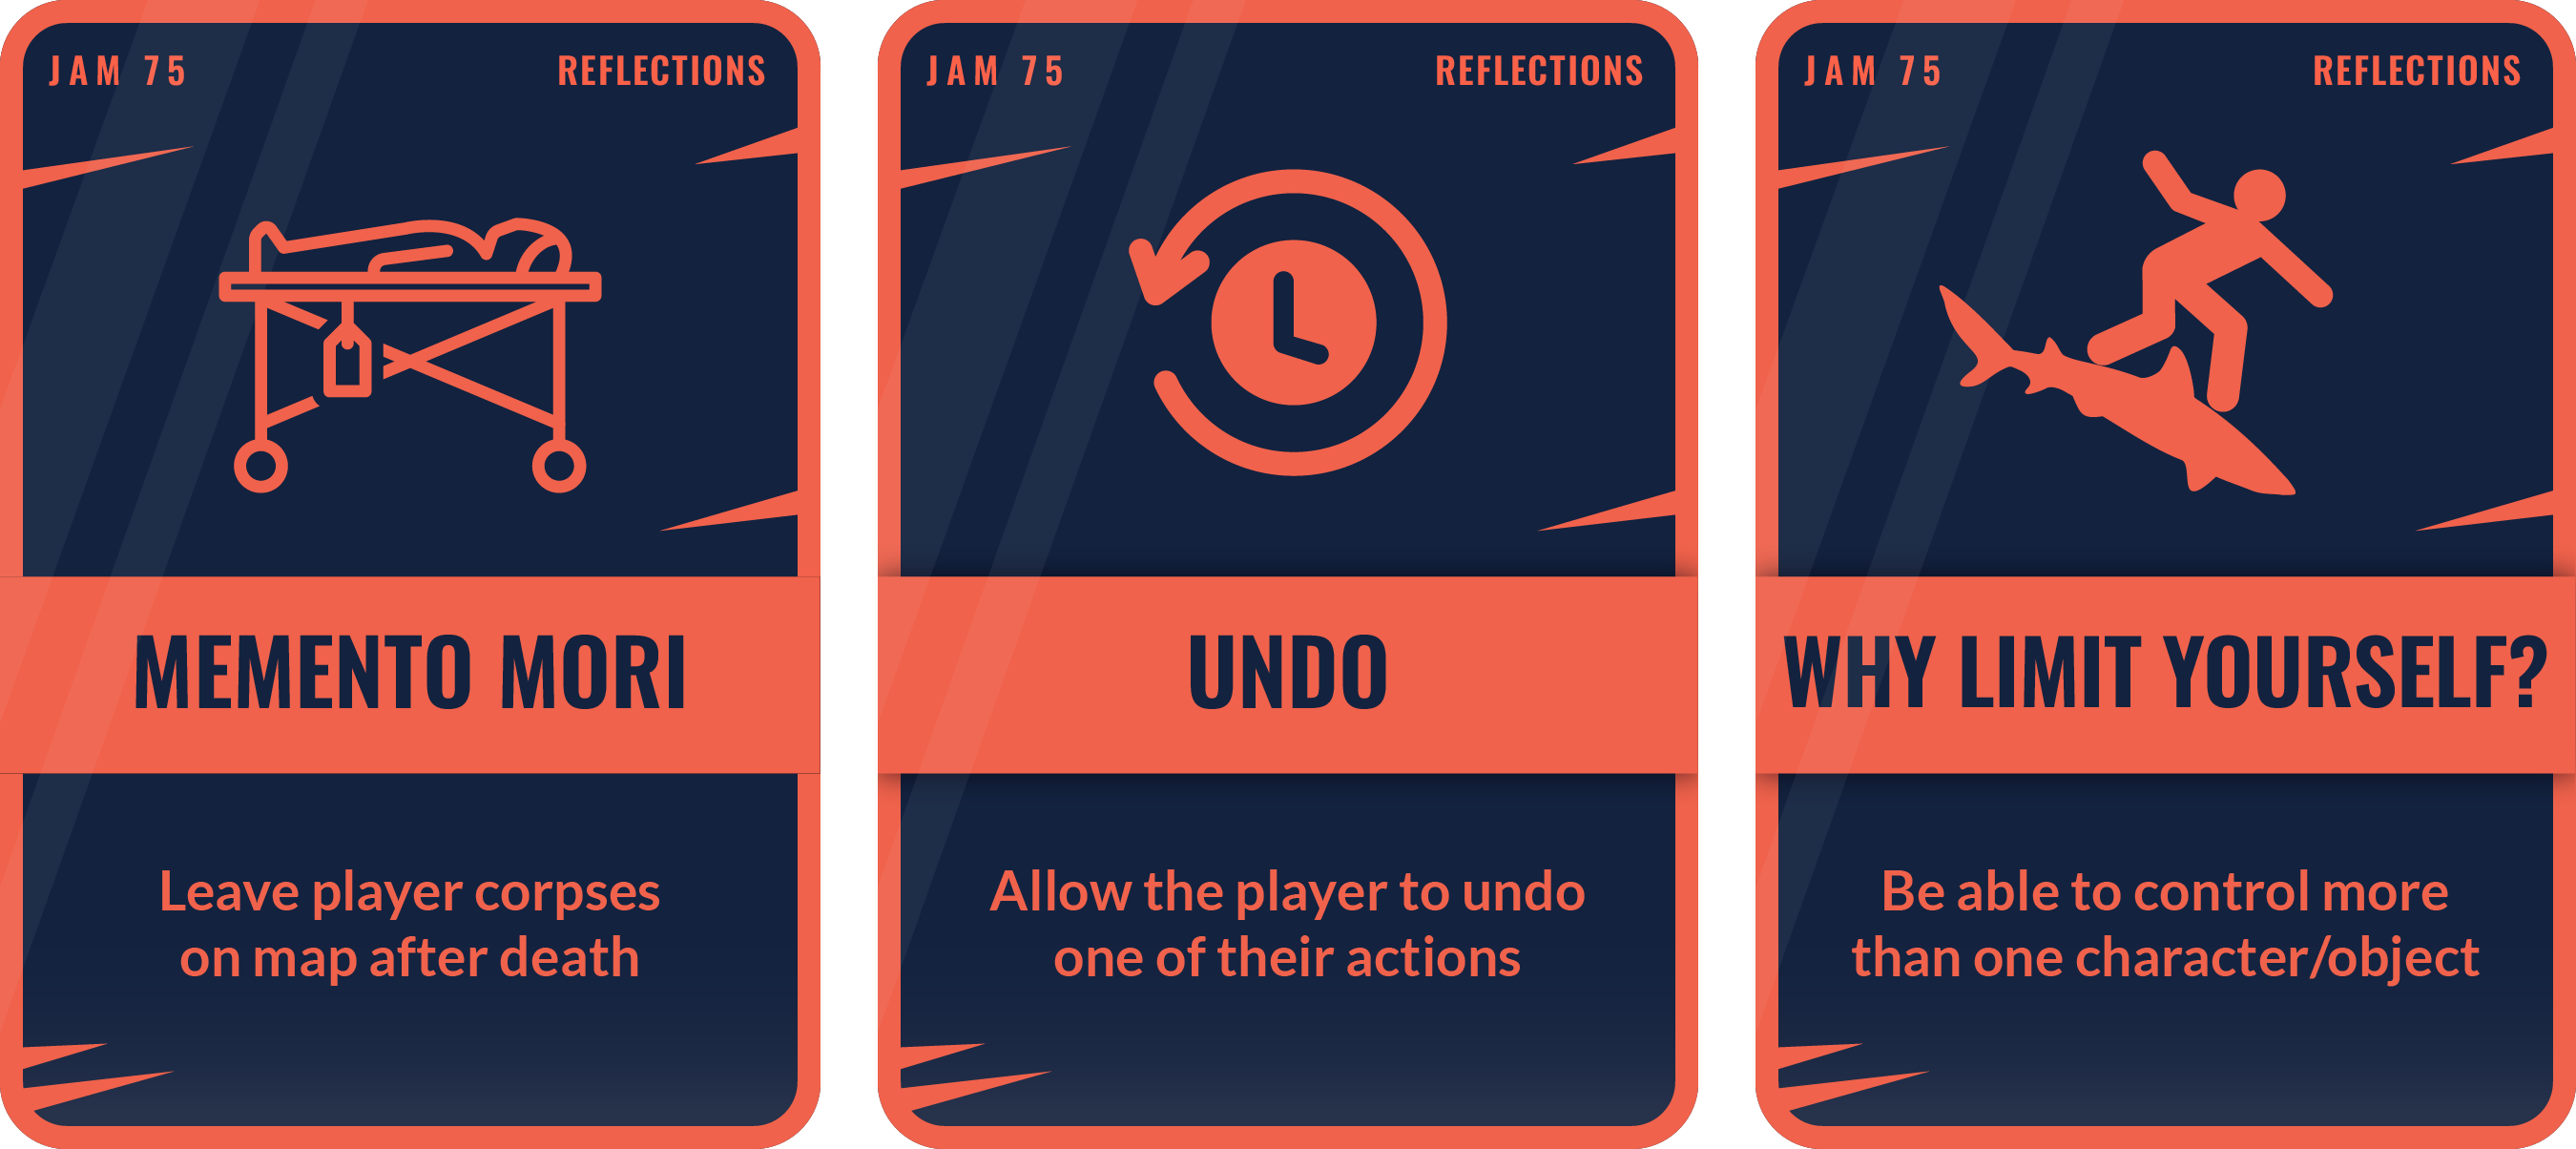 JAM 75
REFLECTIONS
MEMENTO MORI
Leave player corpses
on map after death
JAM 75
REFLECTIONS
UNDO
Allow the player to undo
one of their actions
JAM 75
REFLECTIONS
WHY LIMIT YOURSELF?
Be able to control more
than one character/object